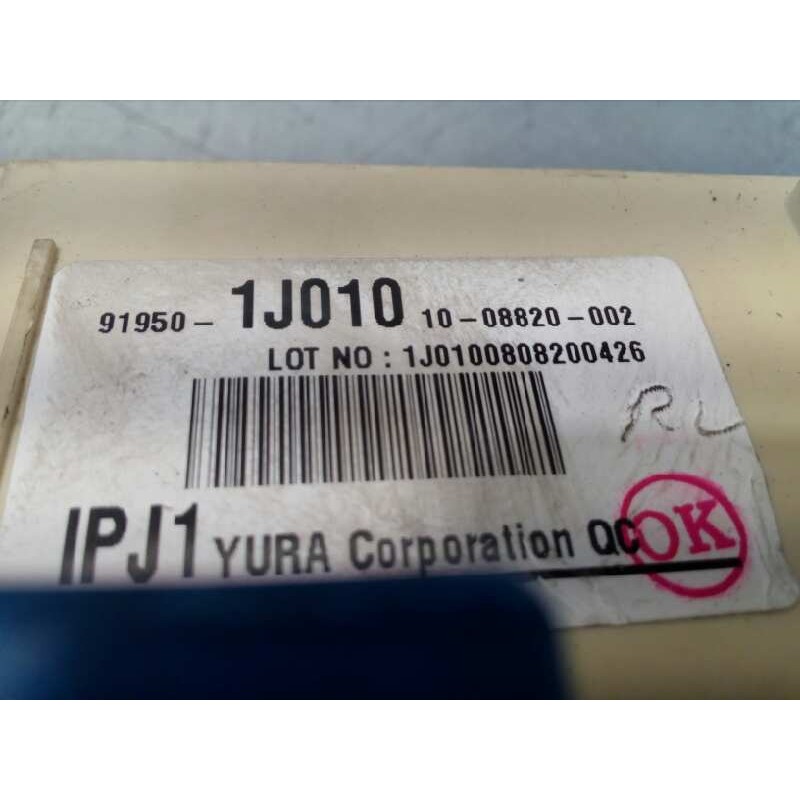 91950-1J010 10-08820-002
LOT NO : 1J0100808200426
RL
IPJ1 YURA Corporation QC OK